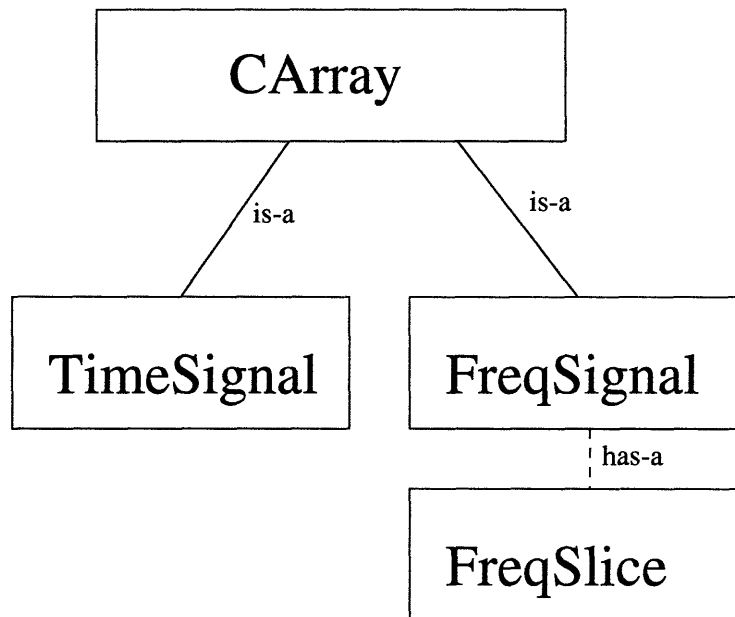 CArray
is-a
is-a
TimeSignal
FreqSignal
has-a
FreqSlice